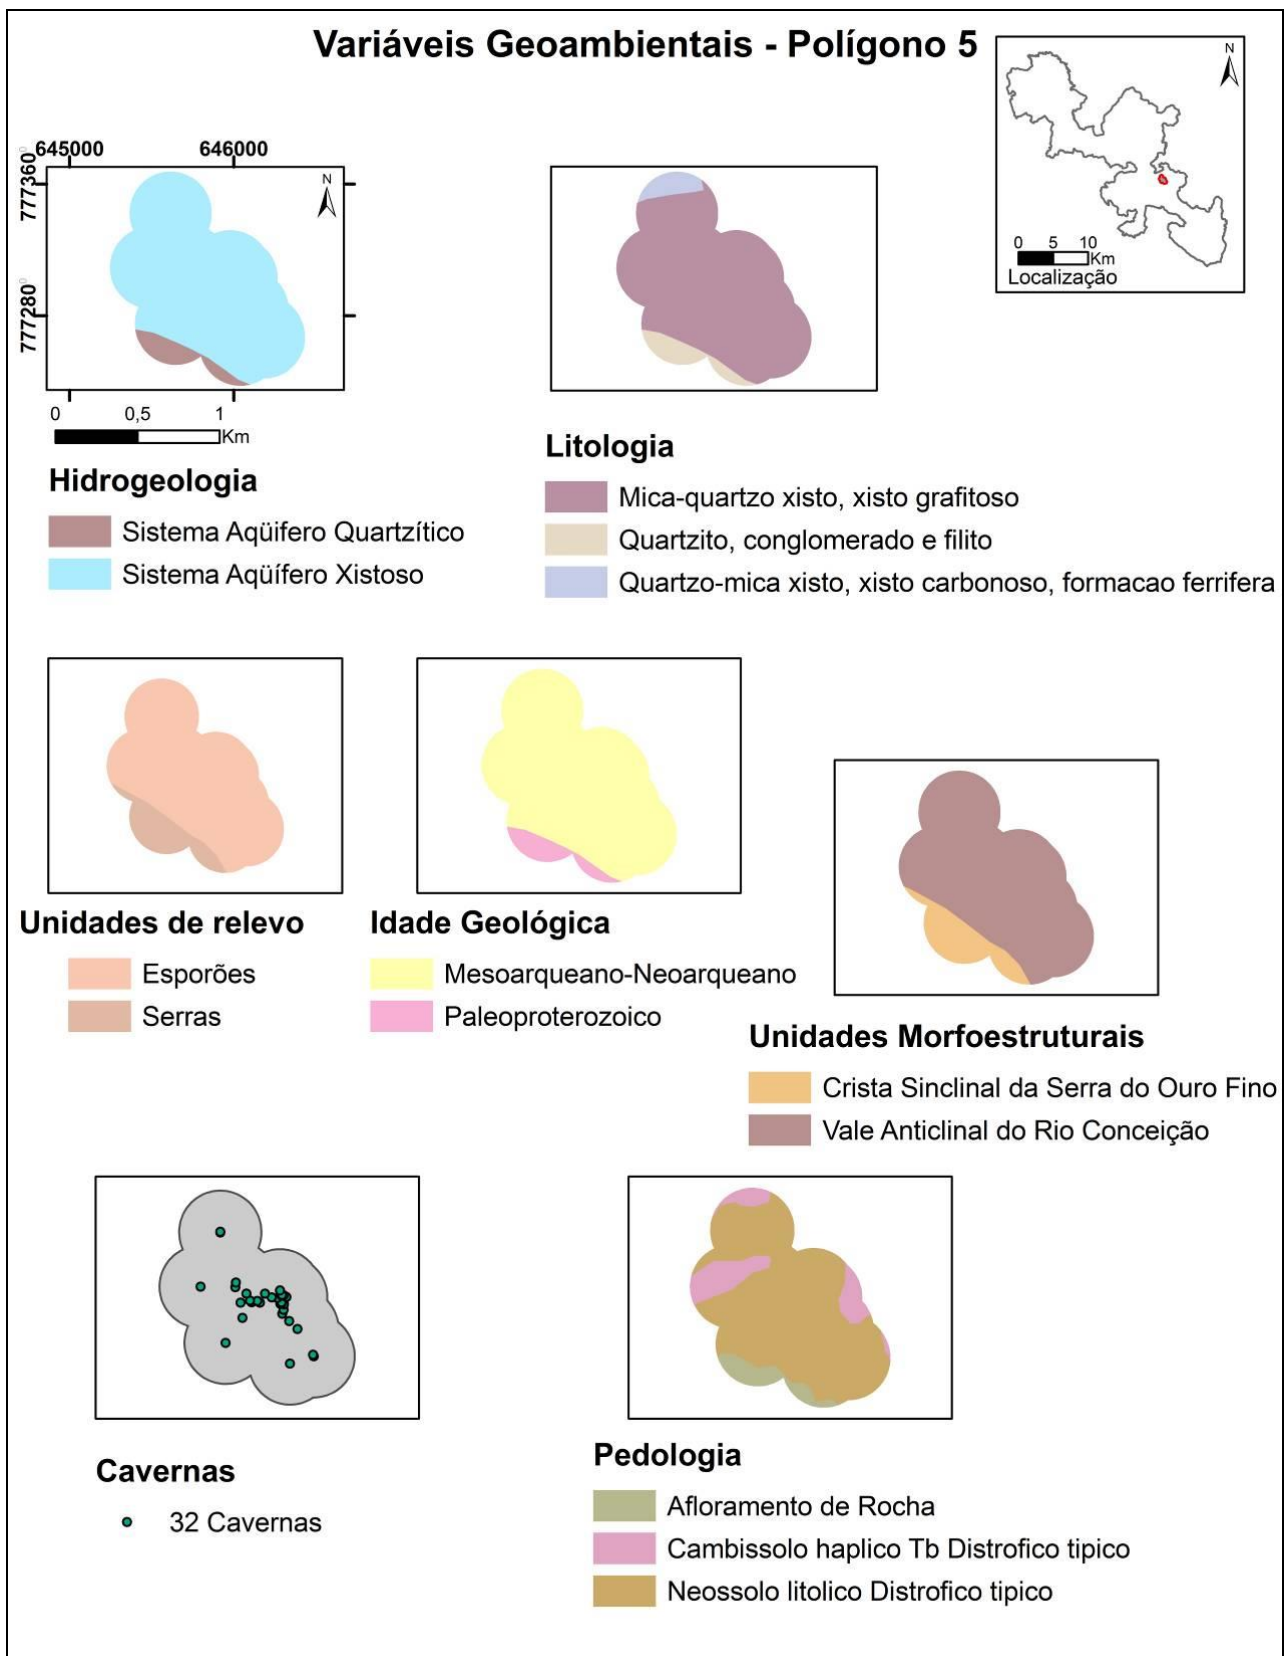 Variáveis Geoambientais - Polígono 5
N
0 5 10
Km
Localização
645000 646000
7773600
7772800
N
0 0,5 1
Km
Hidrogeologia
Sistema Aqüifero Quartzítico
Sistema Aqüífero Xistoso
Litologia
Mica-quartzo xisto, xisto grafitoso
Quartzito, conglomerado e filito
Quartzo-mica xisto, xisto carbonoso, formacao ferrifera
Unidades de relevo
Esporões
Serras
Idade Geológica
Mesoarqueano-Neoarqueano
Paleoproterozoico
Unidades Morfoestruturais
Crista Sinclinal da Serra do Ouro Fino
Vale Anticlinal do Rio Conceição
Cavernas
32 Cavernas
Pedologia
Afloramento de Rocha
Cambissolo haplico Tb Distrofico tipico
Neossolo litolico Distrofico tipico